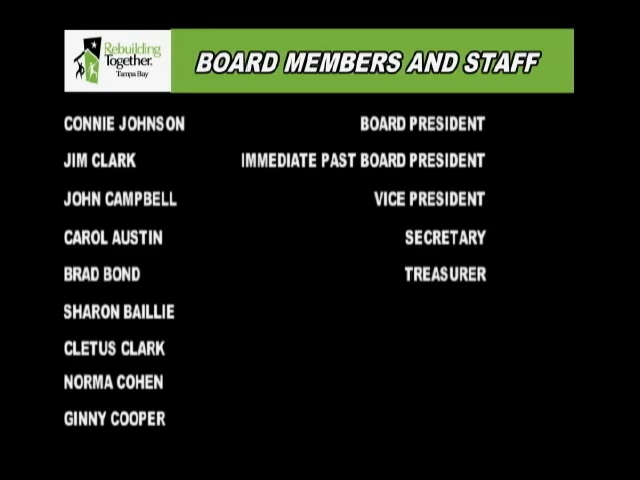 Rebuilding
Together.
Tampa Bay
BOARD MEMBERS AND STAFF
CONNIE JOHNSON BOARD PRESIDENT
JIM CLARK IMMEDIATE PAST BOARD PRESIDENT
JOHN CAMPBELL VICE PRESIDENT
CAROL AUSTIN SECRETARY
BRAD BOND TREASURER
SHARON BAILLIE
CLETUS CLARK
NORMA COHEN
GINNY COOPER